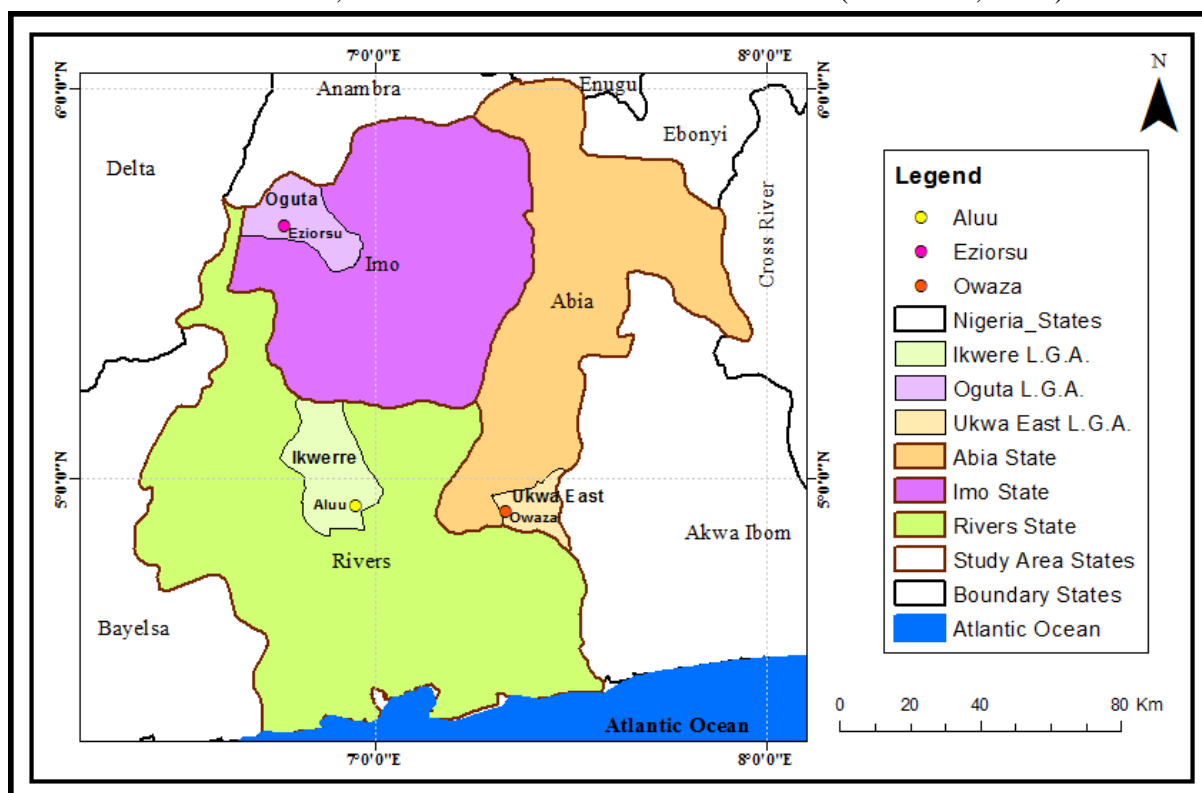 7°0'0"E 8°0'0"E
N
6°0'0"N
6°0'0"N
Anambra
Enugu
Ebonyi
Delta
Cross River
Oguta
Eziorsu
Imo
Abia
5°0'0"N
5°0'0"N
Ikwerre
Aluu
Ukwa East
Owaza
Akwa Ibom
Rivers
Bayelsa
Atlantic Ocean
7°0'0"E 8°0'0"E
Legend
Aluu
Eziorsu
Owaza
Nigeria_States
Ikwere L.G.A.
Oguta L.G.A.
Ukwa East L.G.A.
Abia State
Imo State
Rivers State
Study Area States
Boundary States
Atlantic Ocean
0 20 40 80 Km